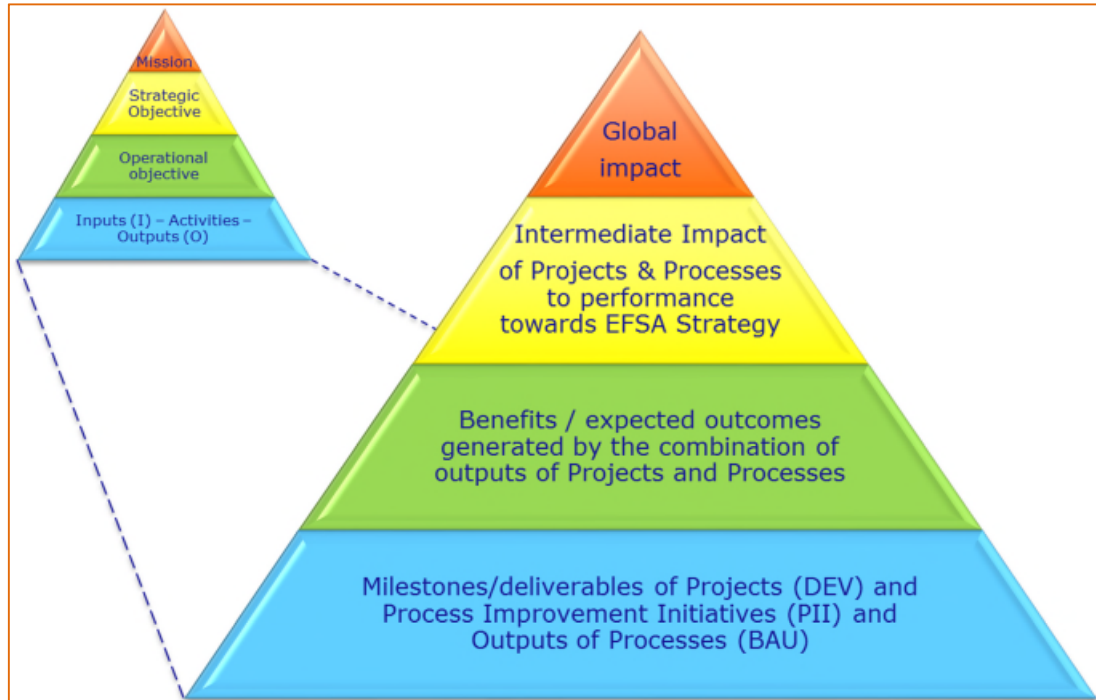 Mission
Strategic
Objective
Operational
objective
Inputs (I) – Activities –
Outputs (O)
Global
impact
Intermediate Impact
of Projects & Processes
to performance
towards EFSA Strategy
Benefits / expected outcomes
generated by the combination of
outputs of Projects and Processes
Milestones/deliverables of Projects (DEV) and
Process Improvement Initiatives (PII) and
Outputs of Processes (BAU)